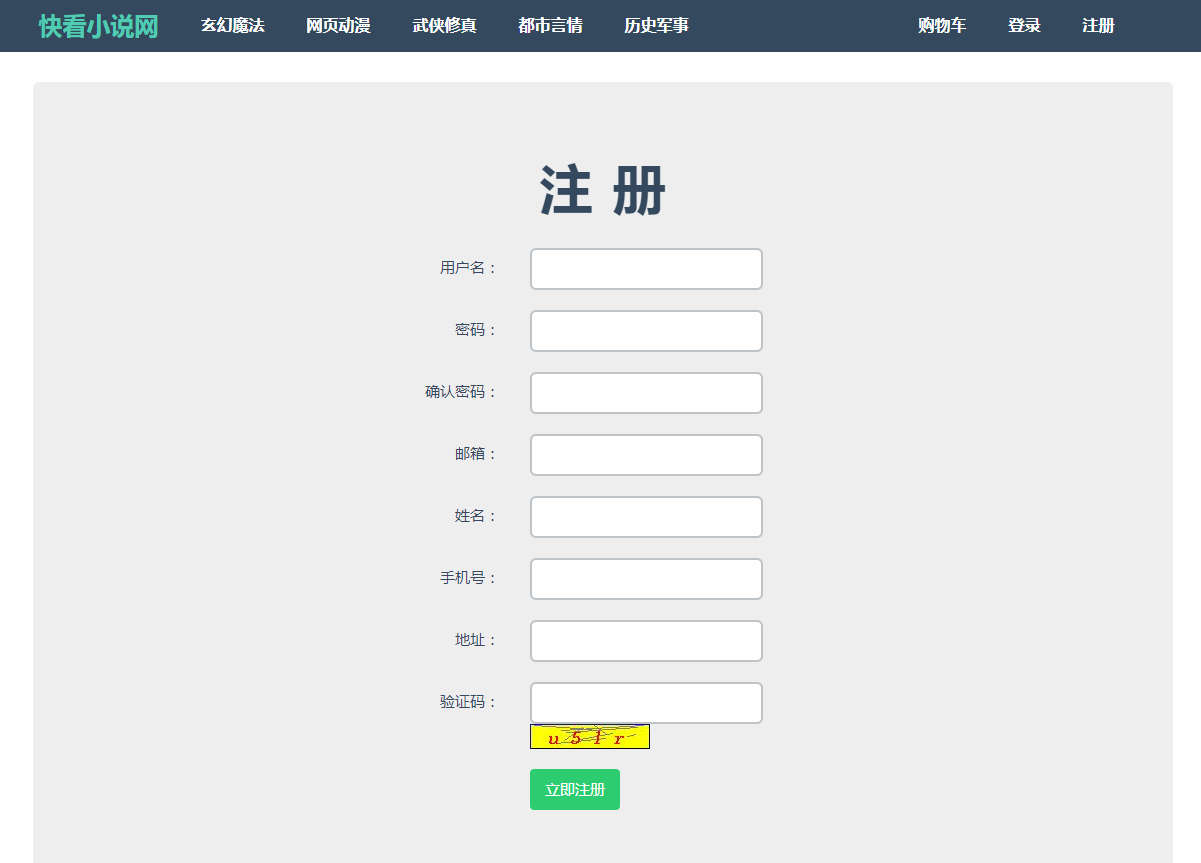 快看小说网 玄幻魔法 网页动漫 武侠修真 都市言情 历史军事 购物车 登录 注册
注 册
用户名：
密码：
确认密码：
邮箱：
姓名：
手机号：
地址：
验证码：
立即注册